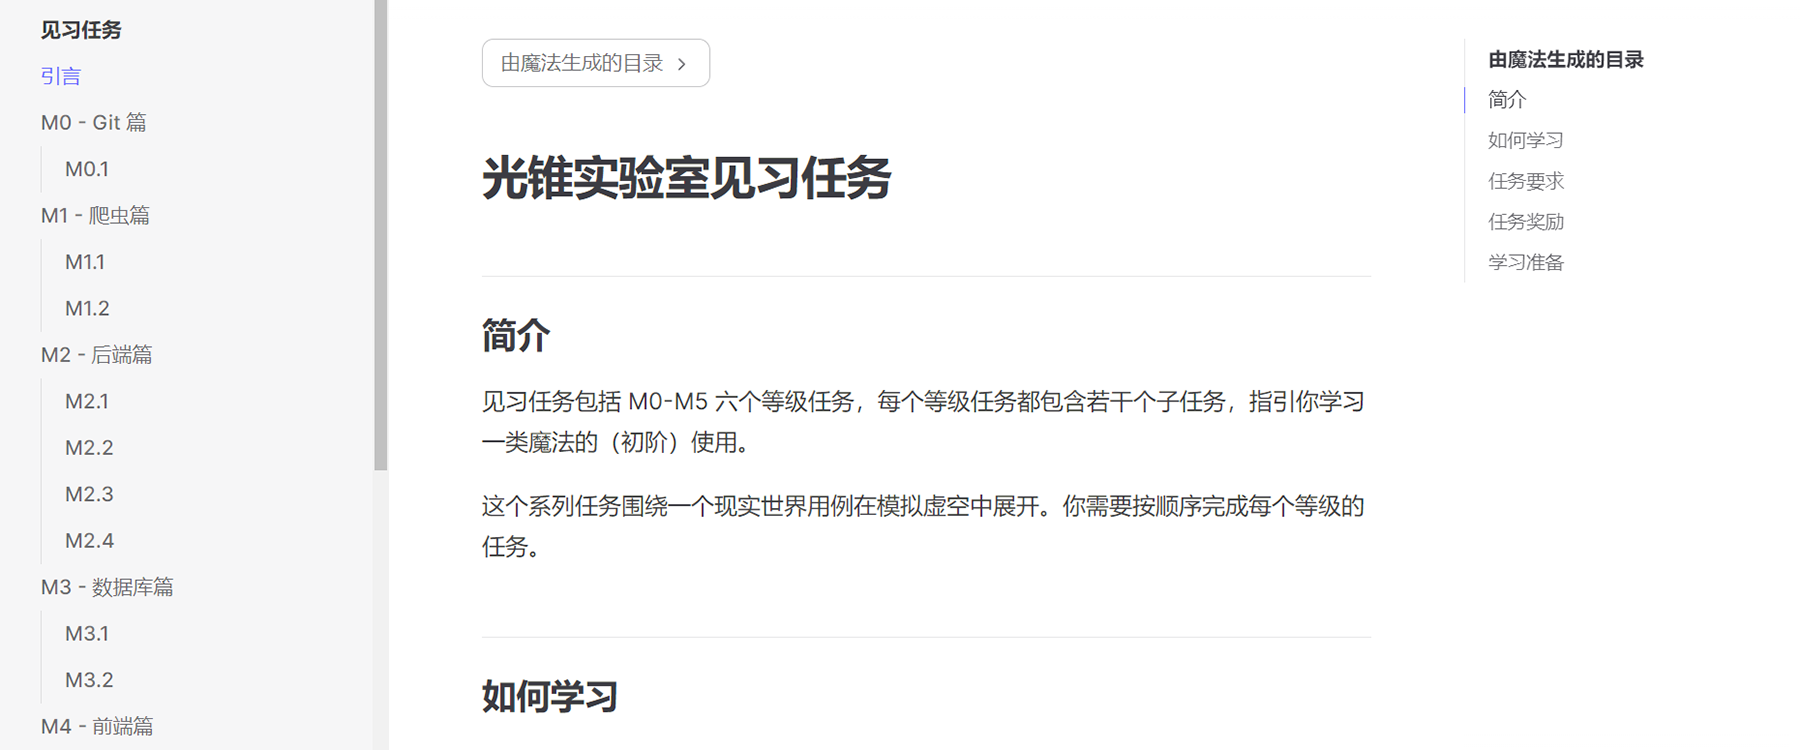 见习任务
引言
M0 - Git 篇
M0.1
M1 - 爬虫篇
M1.1
M1.2
M2 - 后端篇
M2.1
M2.2
M2.3
M2.4
M3 - 数据库篇
M3.1
M3.2
M4 - 前端篇
由魔法生成的目录
光锥实验室见习任务
简介
见习任务包括 M0-M5 六个等级任务，每个等级任务都包含若干个子任务，指引你学习
一类魔法的（初阶）使用。
这个系列任务围绕一个现实世界用例在模拟虚空中展开。你需要按顺序完成每个等级的
任务。
如何学习
由魔法生成的目录
简介
如何学习
任务要求
任务奖励
学习准备